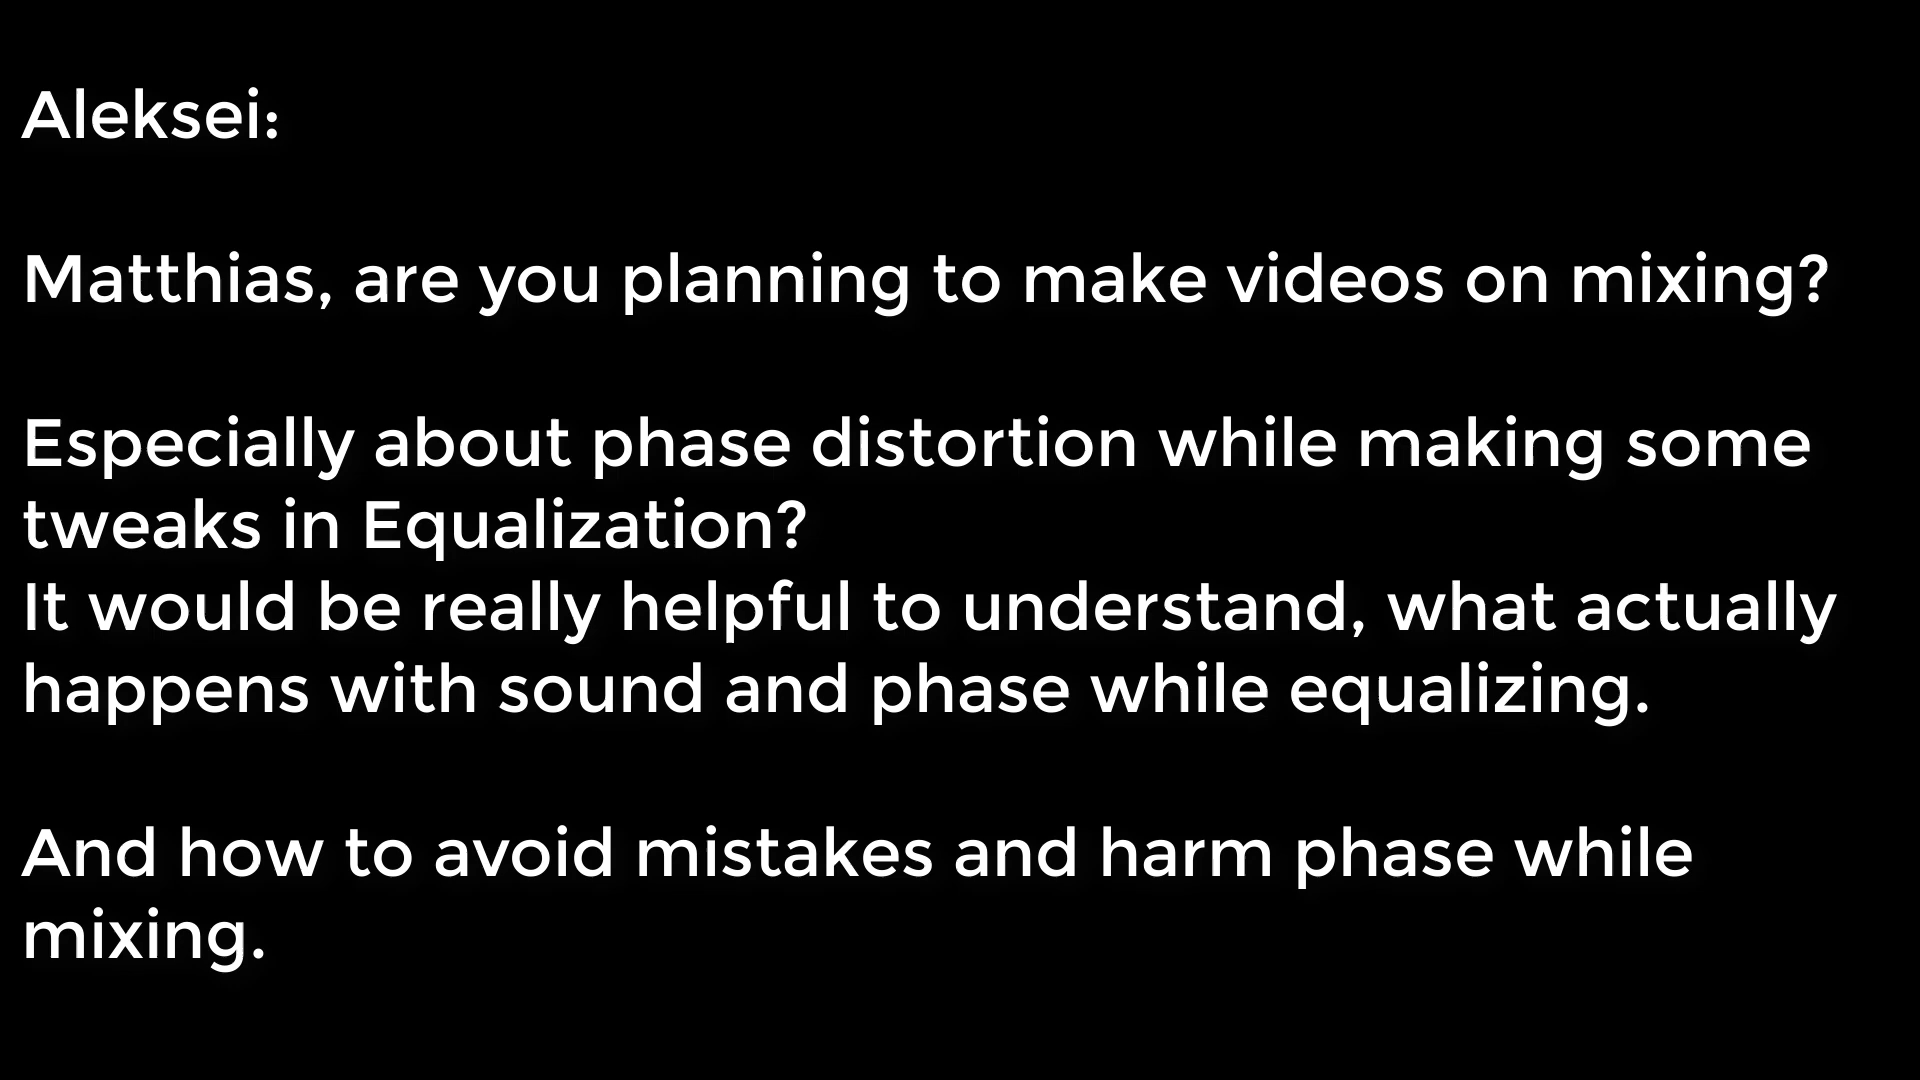 Aleksei:
Matthias, are you planning to make videos on mixing?
Especially about phase distortion while making some
tweaks in Equalization?
It would be really helpful to understand, what actually
happens with sound and phase while equalizing.
And how to avoid mistakes and harm phase while
mixing.